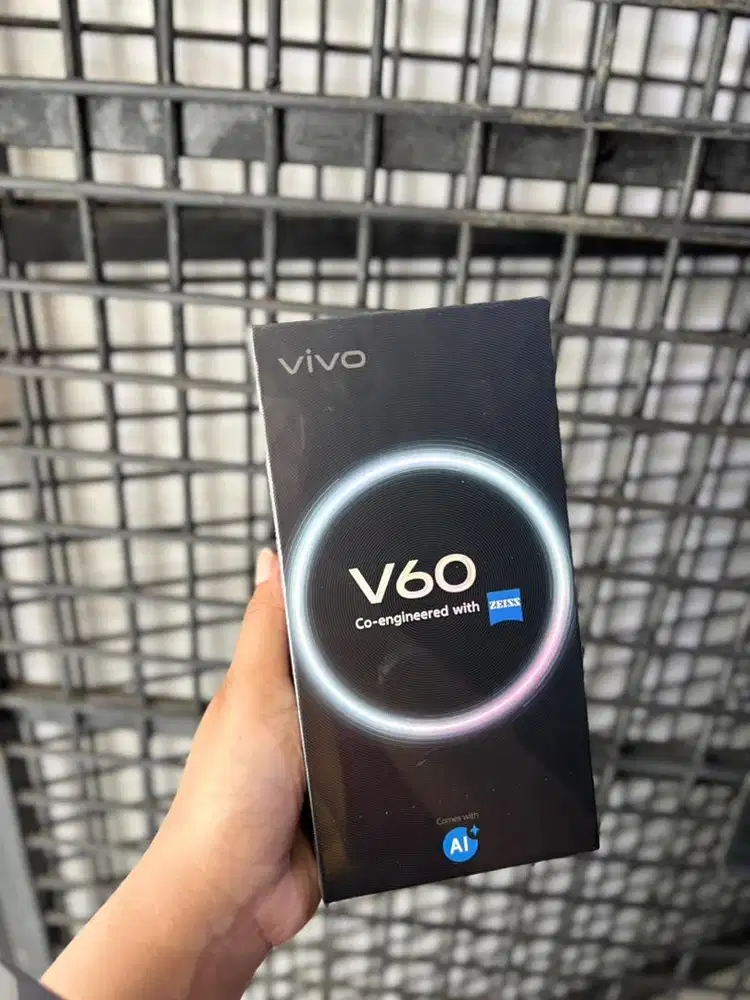 vivo
V60
Co-engineered with ZEISS
Comes with
AI